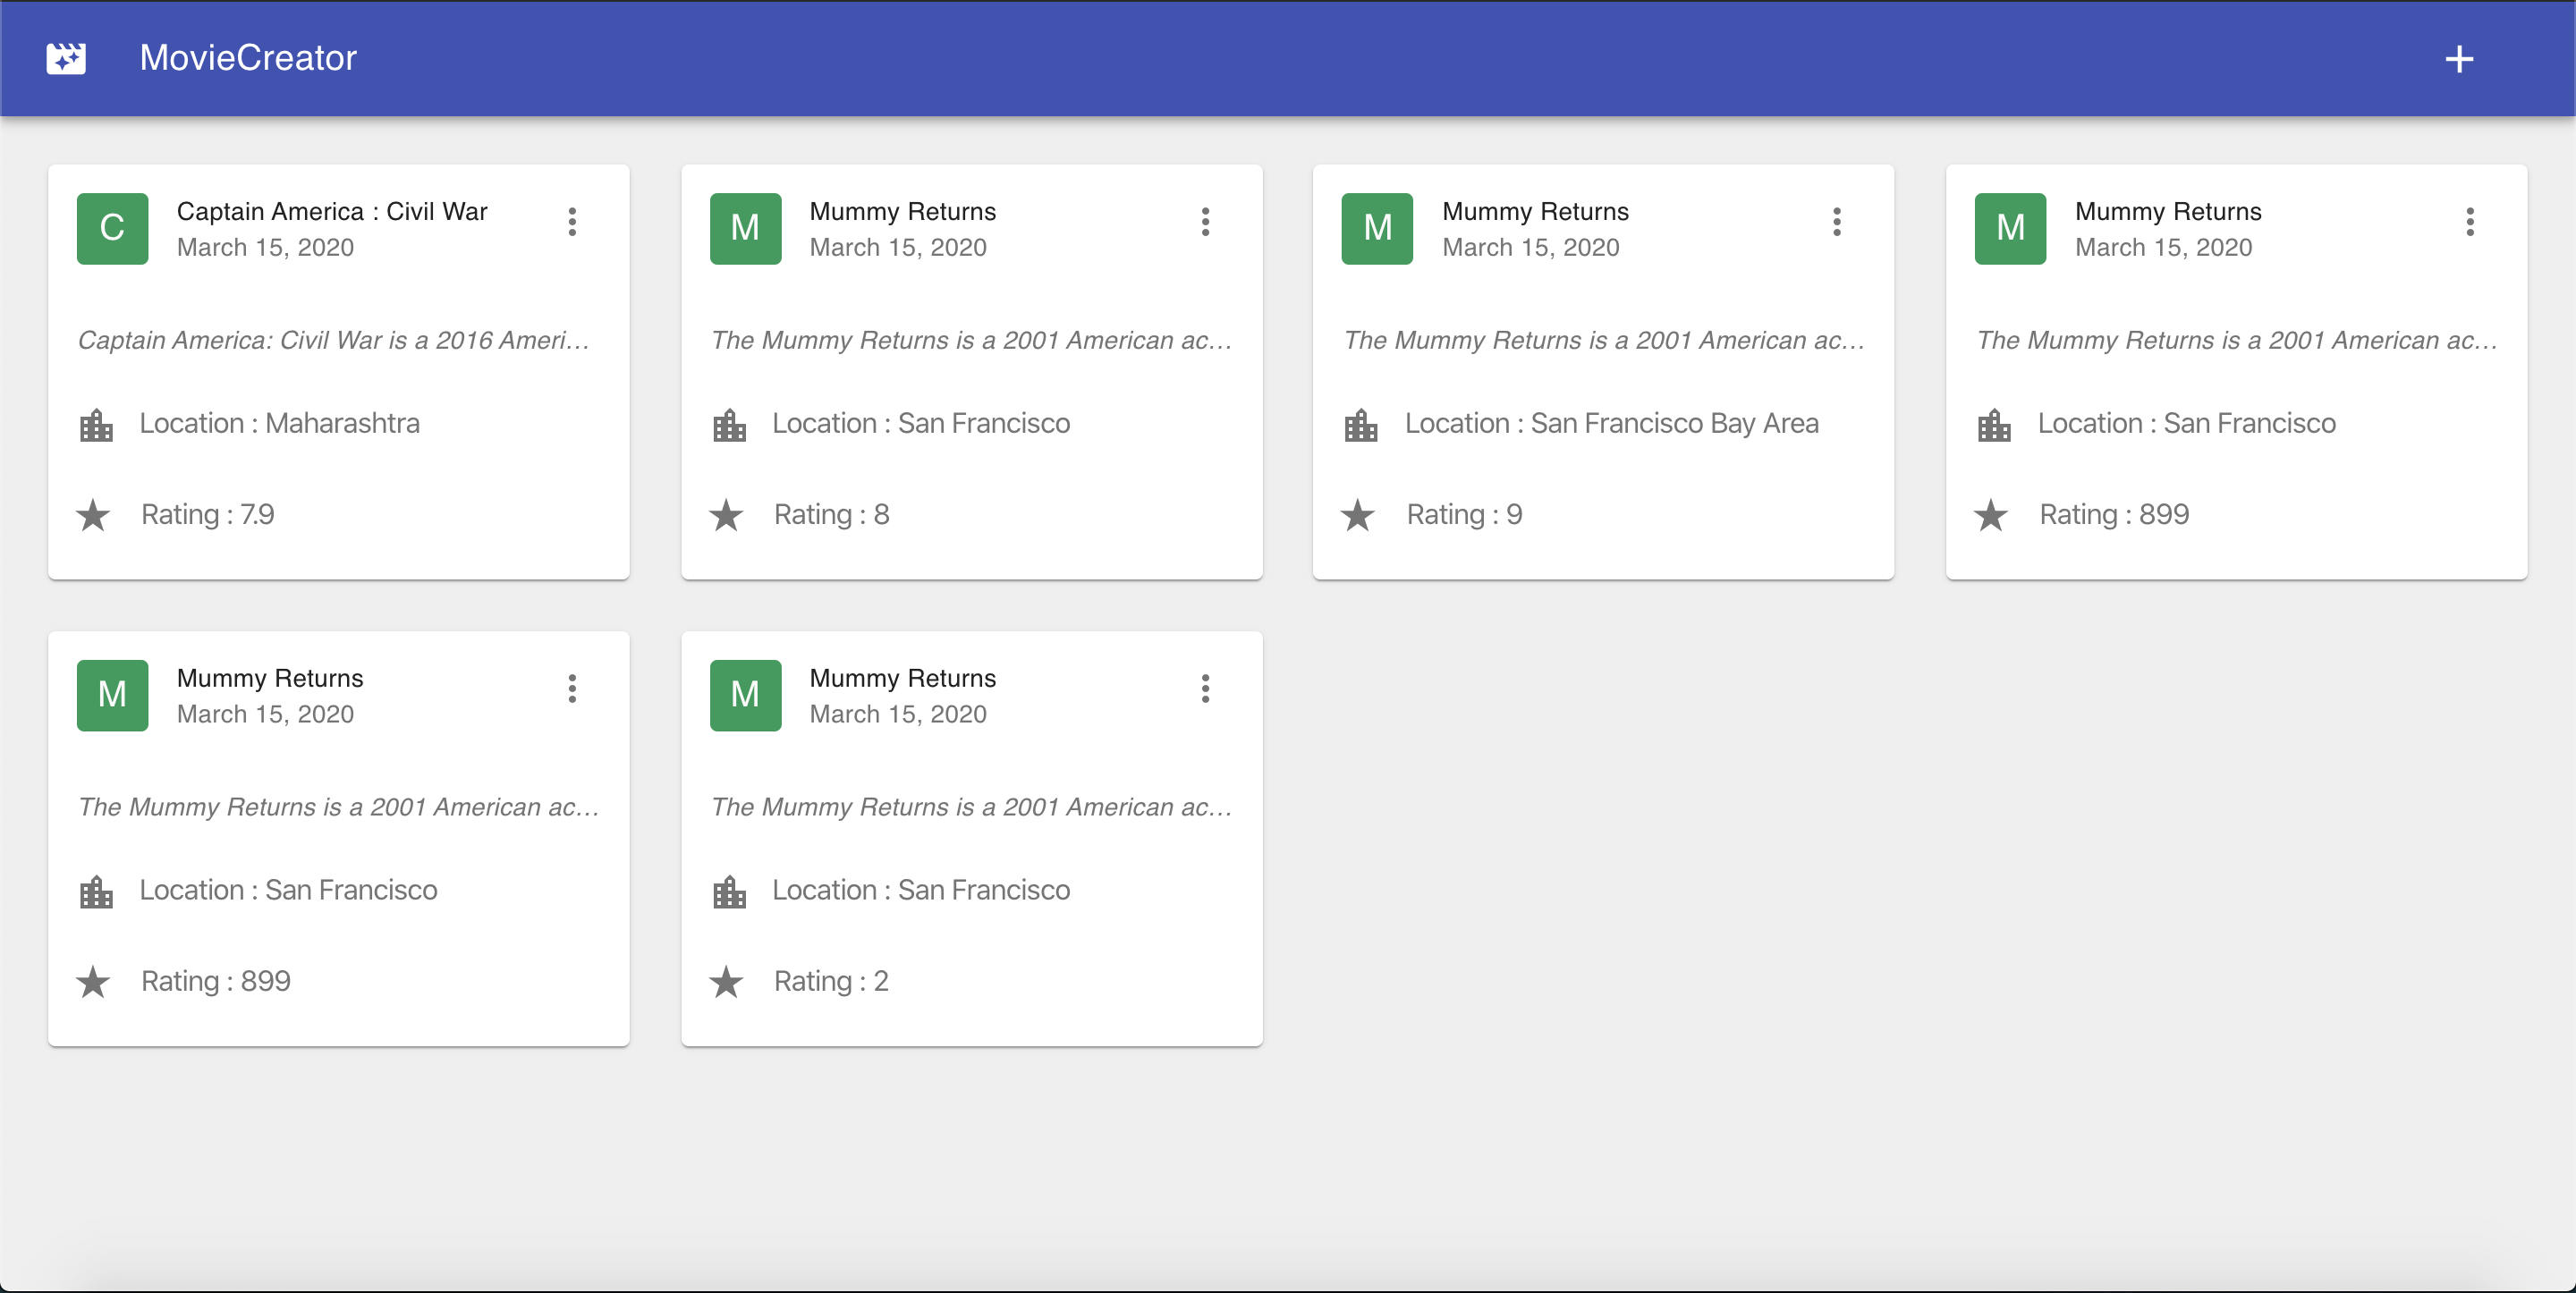 MovieCreator
C
Captain America : Civil War
March 15, 2020
Captain America: Civil War is a 2016 Ameri...
Location : Maharashtra
Rating : 7.9
M
Mummy Returns
March 15, 2020
The Mummy Returns is a 2001 American ac...
Location : San Francisco
Rating : 8
M
Mummy Returns
March 15, 2020
The Mummy Returns is a 2001 American ac...
Location : San Francisco Bay Area
Rating : 9
M
Mummy Returns
March 15, 2020
The Mummy Returns is a 2001 American ac...
Location : San Francisco
Rating : 899
M
Mummy Returns
March 15, 2020
The Mummy Returns is a 2001 American ac...
Location : San Francisco
Rating : 899
M
Mummy Returns
March 15, 2020
The Mummy Returns is a 2001 American ac...
Location : San Francisco
Rating : 2